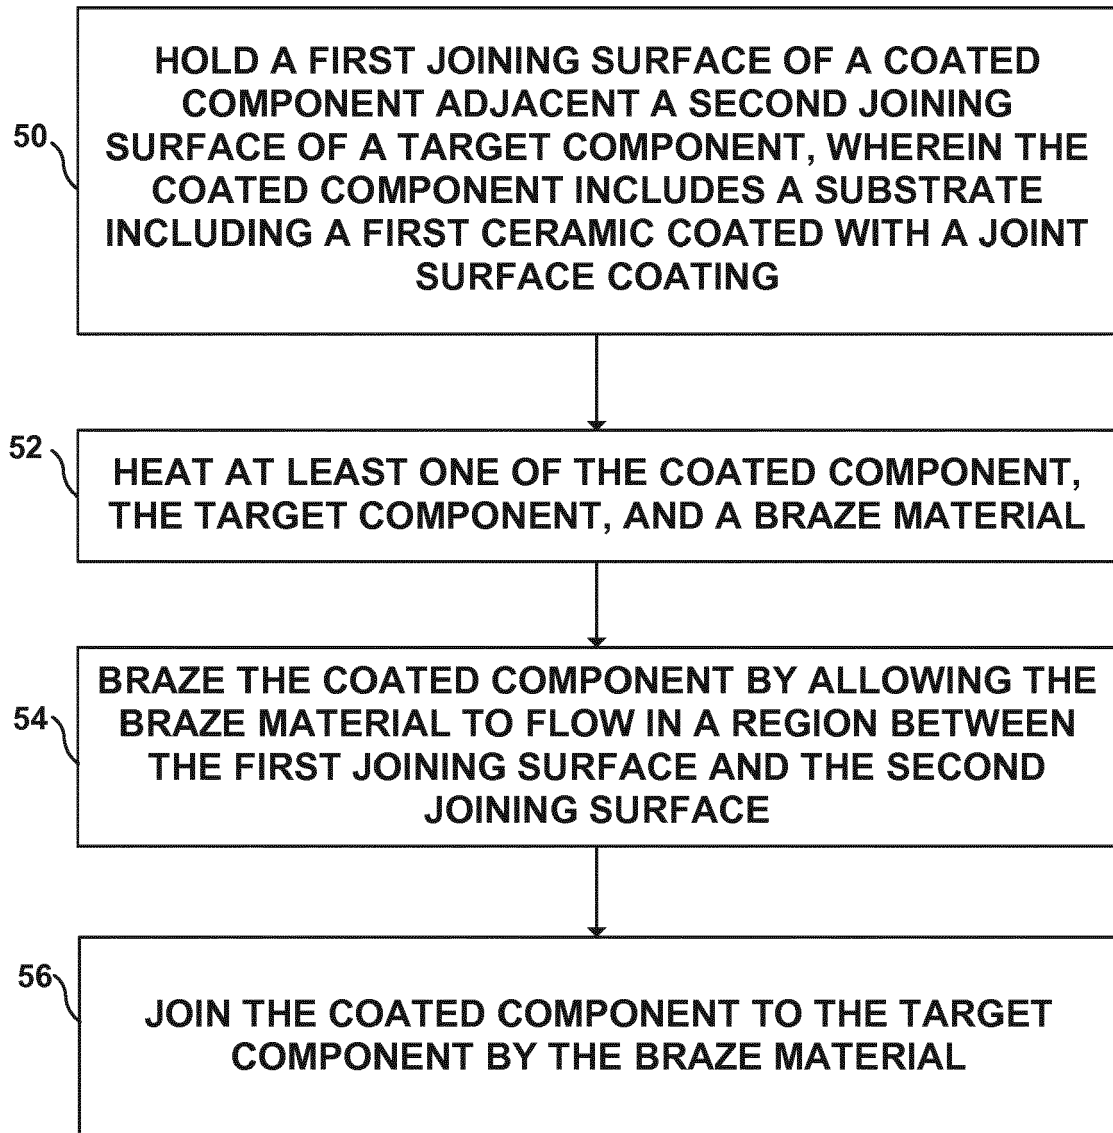 HOLD A FIRST JOINING SURFACE OF A COATED
COMPONENT ADJACENT A SECOND JOINING
50
SURFACE OF A TARGET COMPONENT, WHEREIN THE
COATED COMPONENT INCLUDES A SUBSTRATE
INCLUDING A FIRST CERAMIC COATED WITH A JOINT
SURFACE COATING
52
HEAT AT LEAST ONE OF THE COATED COMPONENT,
THE TARGET COMPONENT, AND A BRAZE MATERIAL
BRAZE THE COATED COMPONENT BY ALLOWING THE
54
BRAZE MATERIAL TO FLOW IN A REGION BETWEEN
THE FIRST JOINING SURFACE AND THE SECOND
JOINING SURFACE
56
JOIN THE COATED COMPONENT TO THE TARGET
COMPONENT BY THE BRAZE MATERIAL